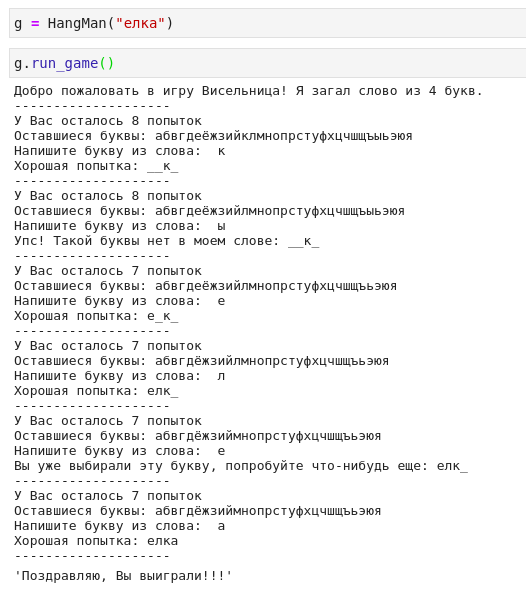 g = HangMan("елка")
g.run_game()
Добро пожаловать в игру Висельница! Я загал слово из 4 букв.
--------------------
У Вас осталось 8 попыток
Оставшиеся буквы: абвгдеёжзийклмнопрстуфхцчшщъыьэюя
Напишите букву из слова:  к
Хорошая попытка: __к_
--------------------
У Вас осталось 8 попыток
Оставшиеся буквы: абвгдеёжзийлмнопрстуфхцчшщъыьэюя
Напишите букву из слова:  ы
Упс! Такой буквы нет в моем слове: __к_
--------------------
У Вас осталось 7 попыток
Оставшиеся буквы: абвгдеёжзийлмнопрстуфхцчшщъьэюя
Напишите букву из слова:  е
Хорошая попытка: е_к_
--------------------
У Вас осталось 7 попыток
Оставшиеся буквы: абвгдёжзийлмнопрстуфхцчшщъьэюя
Напишите букву из слова:  л
Хорошая попытка: елк_
--------------------
У Вас осталось 7 попыток
Оставшиеся буквы: абвгдёжзиймнопрстуфхцчшщъьэюя
Напишите букву из слова:  е
Вы уже выбирали эту букву, попробуйте что-нибудь еще: елк_
--------------------
У Вас осталось 7 попыток
Оставшиеся буквы: абвгдёжзиймнопрстуфхцчшщъьэюя
Напишите букву из слова:  а
Хорошая попытка: елка
--------------------
'Поздравляю, Вы выиграли!!!'